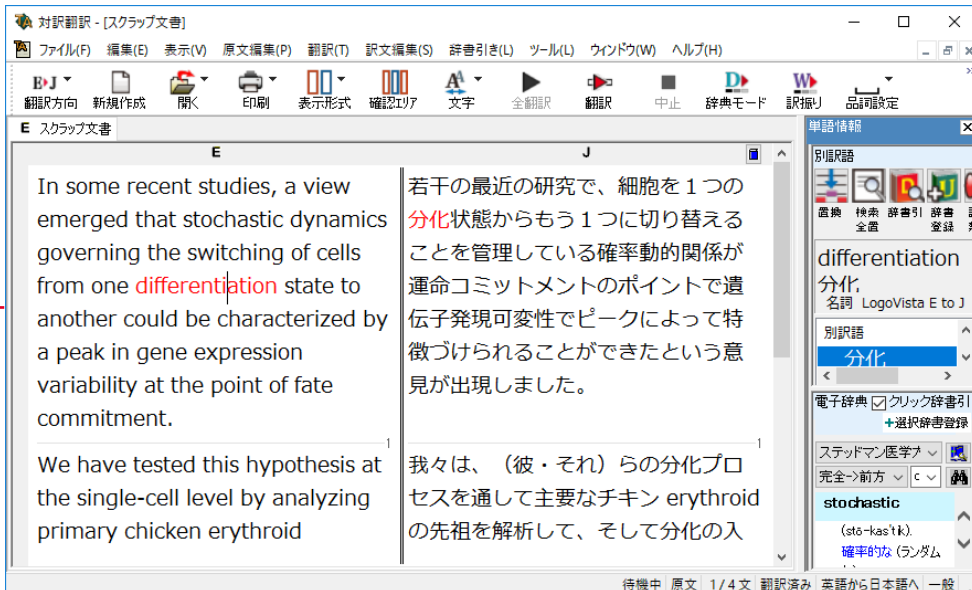 対訳翻訳 - [スクラップ文書]
ファイル(F) 編集(E) 表示(V) 原文編集(P) 翻訳(T) 訳文編集(S) 辞書引き(L) ツール(L) ウィンドウ(W) ヘルプ(H)
E›J
翻訳方向 新規作成 開く 印刷 表示形式 確認エリア 文字 全翻訳 翻訳 中止 辞典モード 訳振り 品詞設定
E スクラップ文書
E
J
In some recent studies, a view
emerged that stochastic dynamics
governing the switching of cells
from one differentiation state to
another could be characterized by
a peak in gene expression
variability at the point of fate
commitment.
1
We have tested this hypothesis at
the single-cell level by analyzing
primary chicken erythroid
若干の最近の研究で、細胞を１つの
分化状態からもう１つに切り替える
ことを管理している確率動的関係が
運命コミットメントのポイントで遺
伝子発現可変性でピークによって特
徴づけられることができたという意
見が出現しました。
1
我々は、（彼・それ）らの分化プロ
セスを通して主要なチキン erythroid
の先祖を解析して、そして分化の入
単語情報
別訳語
置換 検索全置 辞書引 辞書登録
differentiation
分化
名詞 LogoVista E to J
別訳語
分化
電子辞典 クリック辞書引
+選択辞書登録
ステッドマン医学大
完全->前方 c
stochastic
(stō-kas'tik).
確率的な (ランダム
待機中 原文 1/4文 翻訳済み 英語から日本語へ 一般